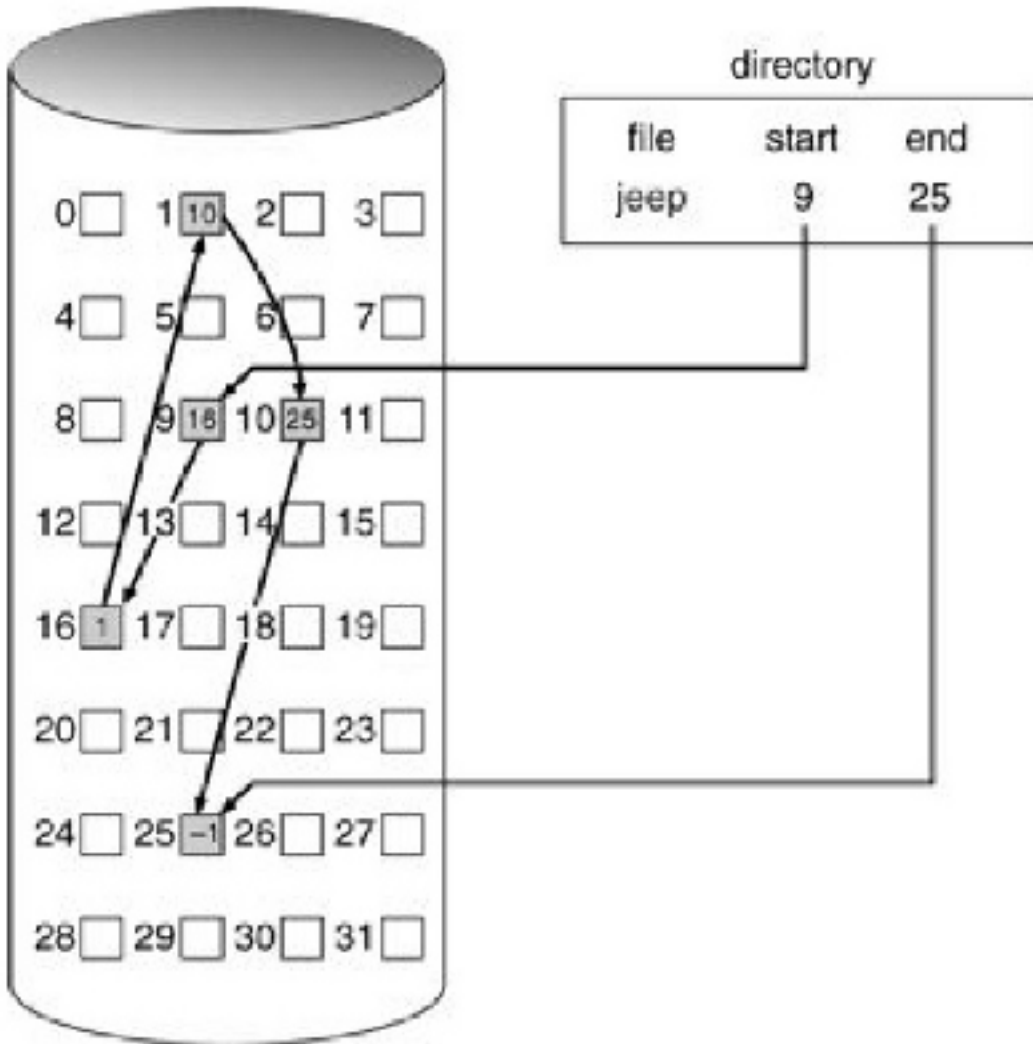 directory
file start end
jeep 9 25
0 1 10 2 3
4 5 6 7
8 9 16 10 25 11
12 13 14 15
16 1 17 18 19
20 21 22 23
24 25 -1 26 27
28 29 30 31